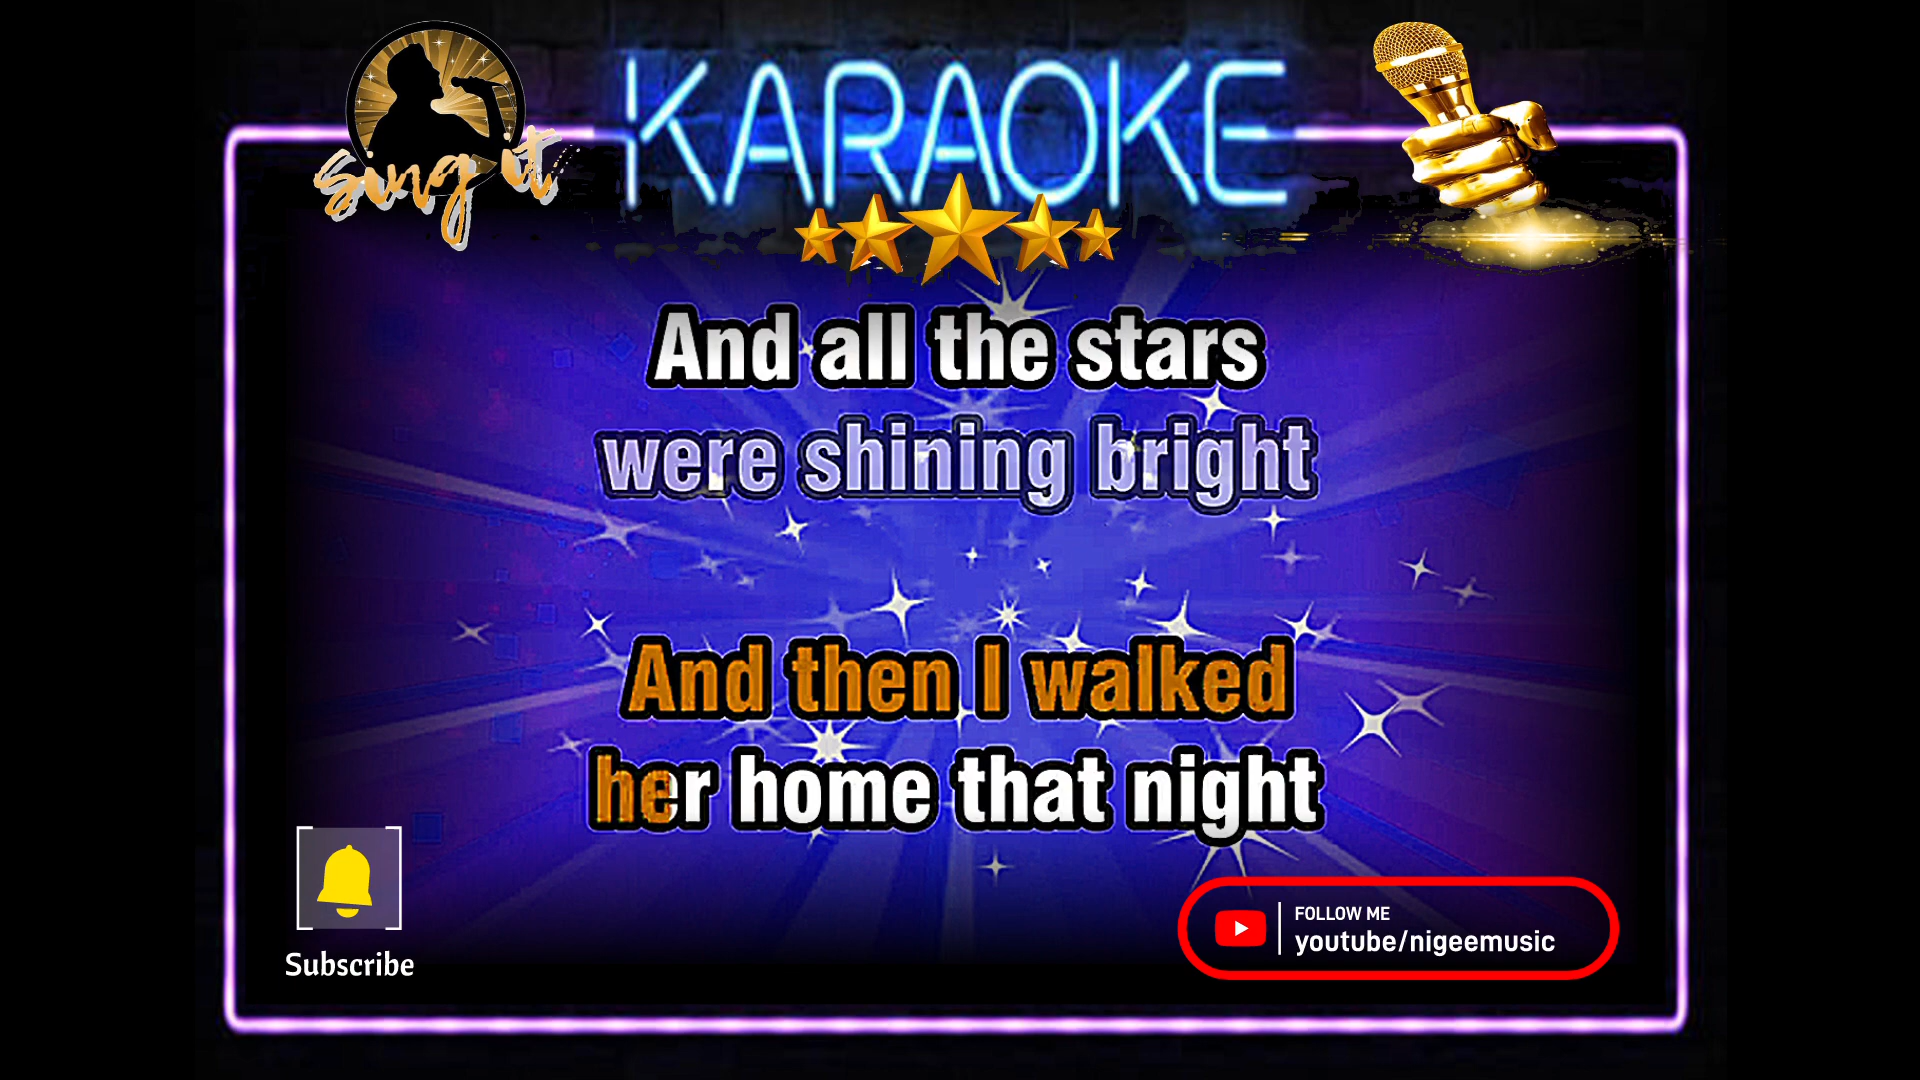 sing it
KARAOKE
And all the stars
were shining bright
And then I walked
her home that night
Subscribe
FOLLOW ME
youtube/nigeemusic